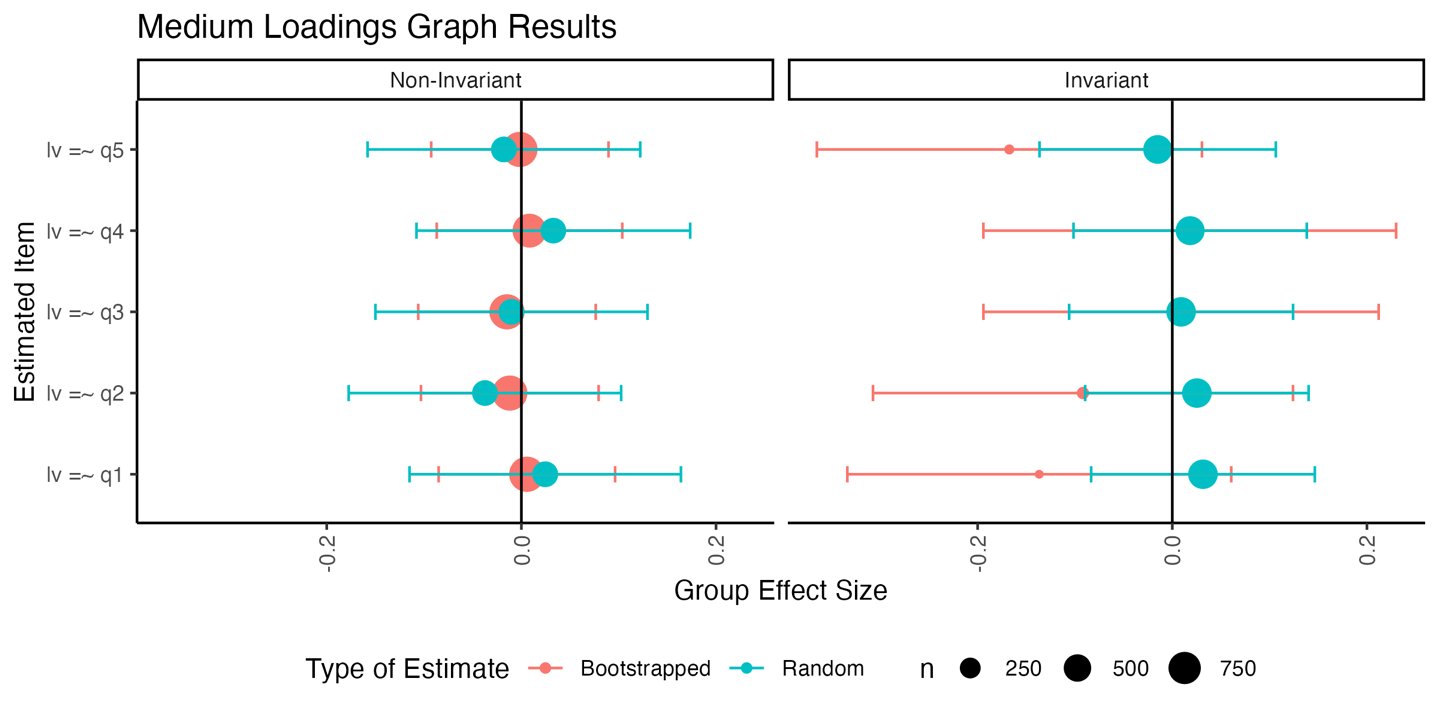 Medium Loadings Graph Results
Non-Invariant
Invariant
Estimated Item
lv =~ q5
lv =~ q4
lv =~ q3
lv =~ q2
lv =~ q1
-0.2 0.0 0.2
-0.2 0.0 0.2
Group Effect Size
Type of Estimate Bootstrapped Random n 250 500 750